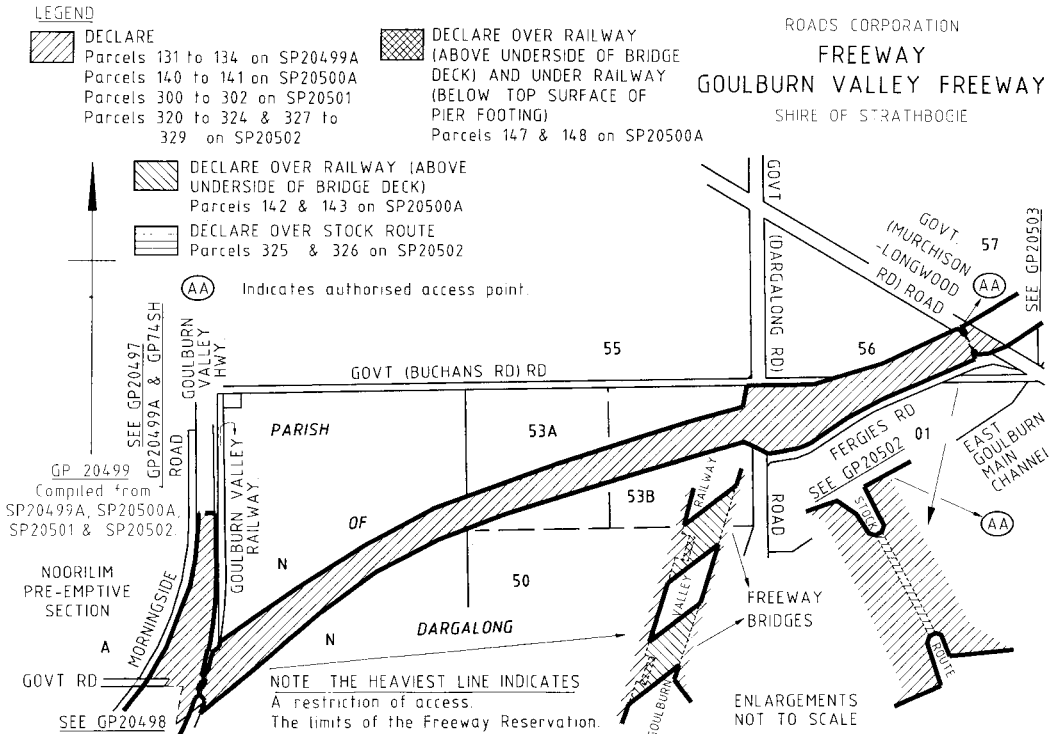 LEGEND
DECLARE
Parcels 131 to 134 on SP20499A
Parcels 140 to 141 on SP20500A
Parcels 300 to 302 on SP20501
Parcels 320 to 324 & 327 to
329 on SP20502
DECLARE OVER RAILWAY
(ABOVE UNDERSIDE OF BRIDGE
DECK) AND UNDER RAILWAY
(BELOW TOP SURFACE OF
PIER FOOTING)
Parcels 147 & 148 on SP20500A
ROADS CORPORATION
FREEWAY
GOULBURN VALLEY FREEWAY
SHIRE OF STRATHBOGIE
DECLARE OVER RAILWAY (ABOVE
UNDERSIDE OF BRIDGE DECK)
Parcels 142 & 143 on SP20500A
DECLARE OVER STOCK ROUTE
Parcels 325 & 326 on SP20502
AA
Indicates authorised access point.
GOVT
(DARGALONG RD)
ROAD
GOVT.
(MURCHISON
-LONGWOOD
RD) ROAD
57
AA
SEE GP20503
SEE GP20497
GP20499A & GP74SH
GOULBURN
VALLEY
HWY.
ROAD
MORNINGSIDE
GOULBURN VALLEY
RAILWAY.
55
56
GOVT (BUCHANS RD) RD
PARISH
53A
53B
OF
N
50
N
DARGALONG
FERGIES RD
SEE GP20502
01
EAST
GOULBURN
MAIN
CHANNEL
GP 20499
Compiled from
SP20499A, SP20500A,
SP20501 & SP20502.
NOORILIM
PRE-EMPTIVE
SECTION
A
GOVT RD
SEE GP20498
RAILWAY
VALLEY
GOULBURN
FREEWAY
BRIDGES
STOCK
ROUTE
AA
NOTE THE HEAVIEST LINE INDICATES
A restriction of access.
The limits of the Freeway Reservation.
ENLARGEMENTS
NOT TO SCALE